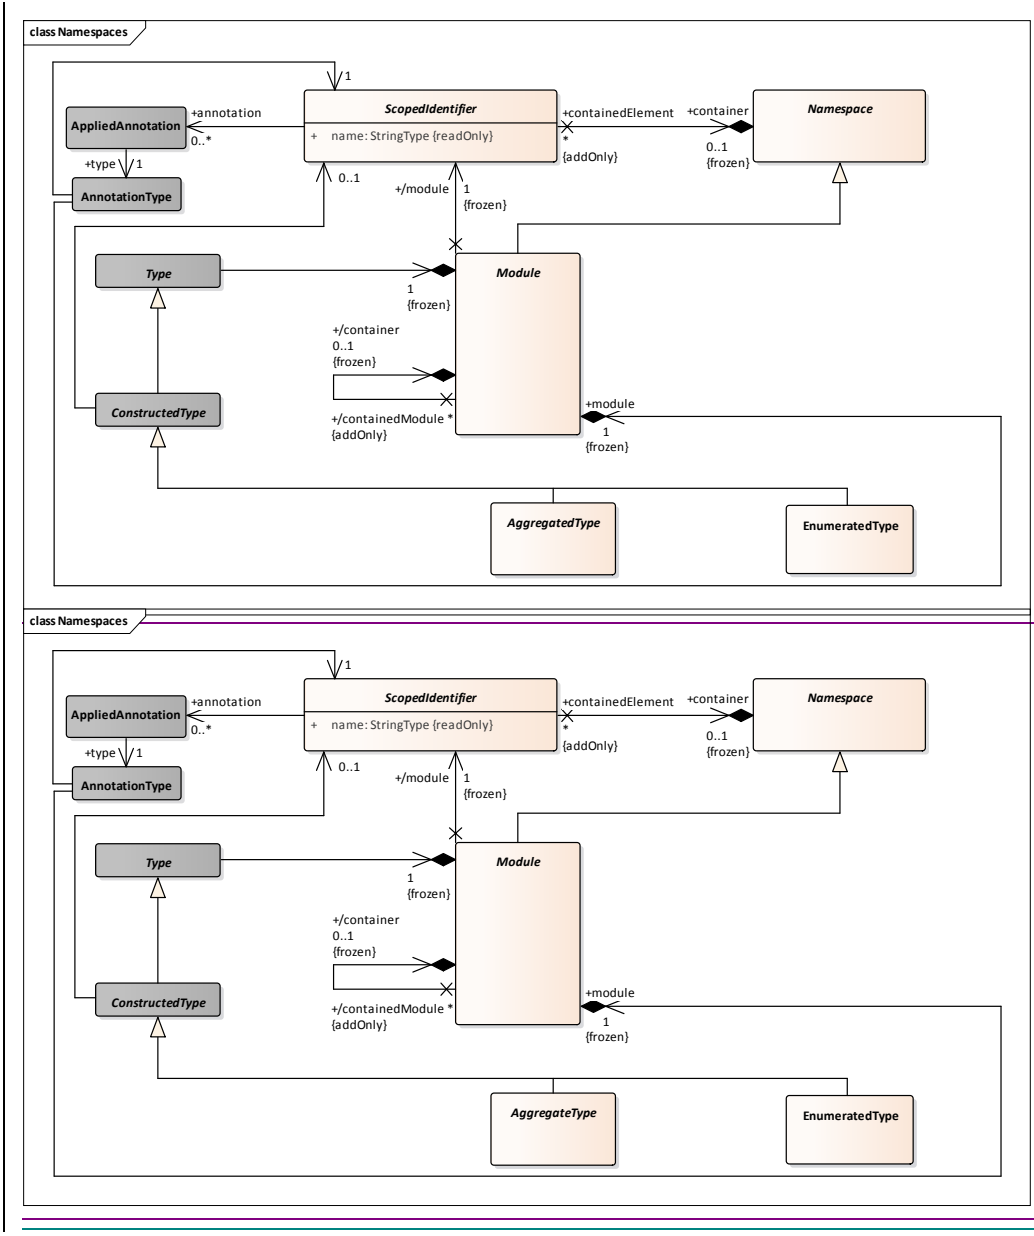 class Namespaces
1
ScopedIdentifier
+ name: StringType {readOnly}
Namespace
AppliedAnnotation
+annotation
0..*
+containedElement
*
{addOnly}
+container
0..1
{frozen}
+type
1
AnnotationType
0..1
+/module
1
{frozen}
Type
1
{frozen}
Module
+/container
0..1
{frozen}
+/containedModule *
{addOnly}
ConstructedType
+module
1
{frozen}
AggregatedType
EnumeratedType
class Namespaces
1
ScopedIdentifier
+ name: StringType {readOnly}
Namespace
AppliedAnnotation
+annotation
0..*
+containedElement
*
{addOnly}
+container
0..1
{frozen}
+type
1
AnnotationType
0..1
+/module
1
{frozen}
Type
1
{frozen}
Module
+/container
0..1
{frozen}
+/containedModule *
{addOnly}
ConstructedType
+module
1
{frozen}
AggregateType
EnumeratedType